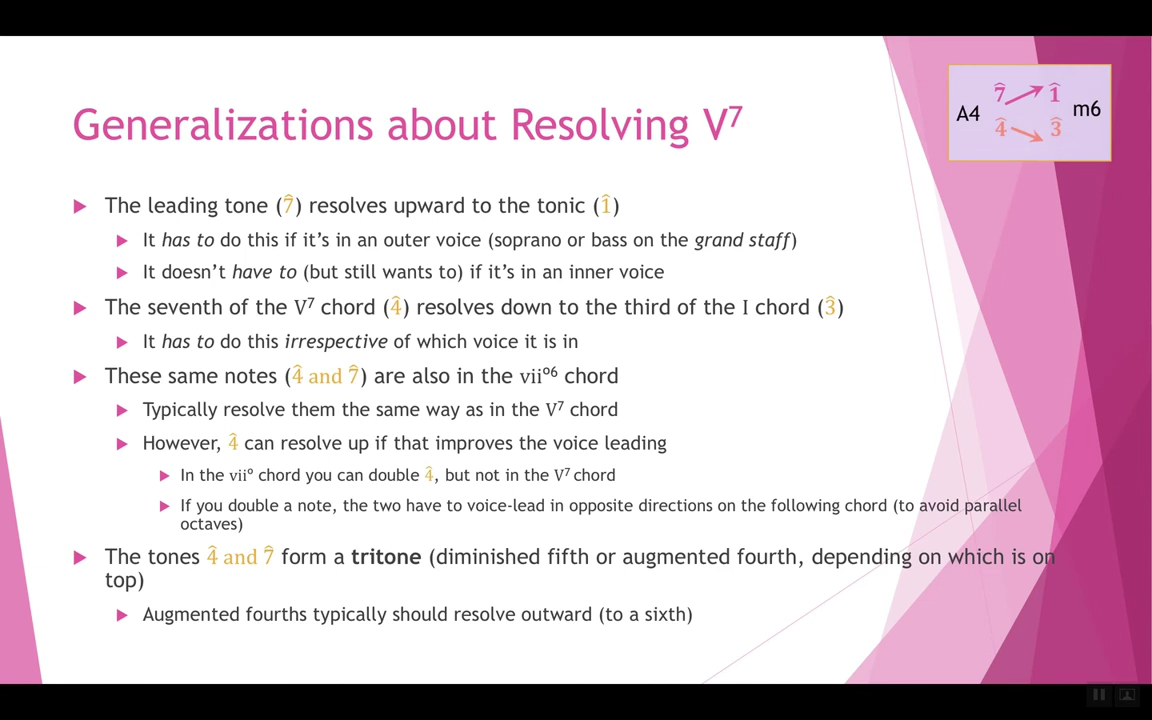 Generalizations about Resolving V⁷
A4
7̂
1̂
m6
4̂
3̂
The leading tone (7̂) resolves upward to the tonic (1̂)
It has to do this if it’s in an outer voice (soprano or bass on the grand staff)
It doesn’t have to (but still wants to) if it’s in an inner voice
The seventh of the V⁷ chord (4̂) resolves down to the third of the I chord (3̂)
It has to do this irrespective of which voice it is in
These same notes (4̂ and 7̂) are also in the viiº⁶ chord
Typically resolve them the same way as in the V⁷ chord
However, 4̂ can resolve up if that improves the voice leading
In the viiº chord you can double 4̂, but not in the V⁷ chord
If you double a note, the two have to voice-lead in opposite directions on the following chord (to avoid parallel
octaves)
The tones 4̂ and 7̂ form a tritone (diminished fifth or augmented fourth, depending on which is on
top)
Augmented fourths typically should resolve outward (to a sixth)